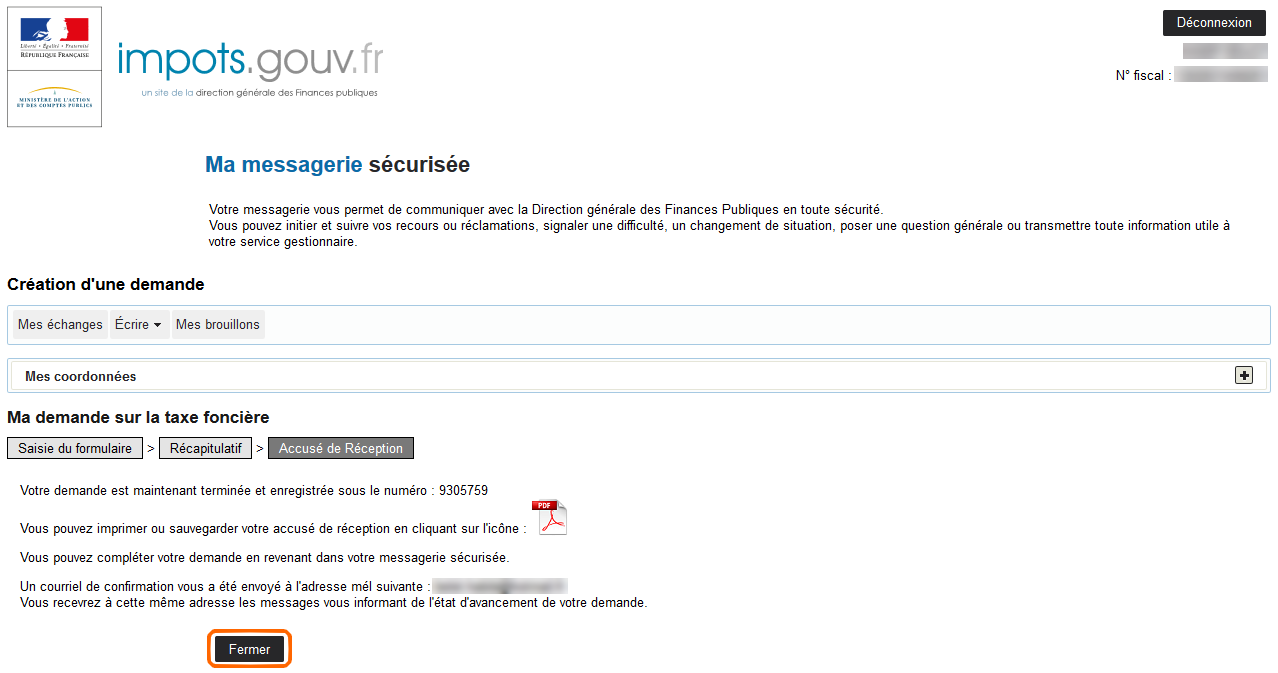 Liberté • Égalité • Fraternité
RÉPUBLIQUE FRANÇAISE
MINISTÈRE DE L'ACTION
ET DES COMPTES PUBLICS
impots.gouv.fr
un site de la direction générale des Finances publiques
Déconnexion
N° fiscal :
Ma messagerie sécurisée
Votre messagerie vous permet de communiquer avec la Direction générale des Finances Publiques en toute sécurité.
Vous pouvez initier et suivre vos recours ou réclamations, signaler une difficulté, un changement de situation, poser une question générale ou transmettre toute information utile à
votre service gestionnaire.
Création d'une demande
Mes échanges Écrire Mes brouillons
Mes coordonnées
Ma demande sur la taxe foncière
Saisie du formulaire > Récapitulatif > Accusé de Réception
Votre demande est maintenant terminée et enregistrée sous le numéro : 9305759
PDF
Vous pouvez imprimer ou sauvegarder votre accusé de réception en cliquant sur l'icône :
Vous pouvez compléter votre demande en revenant dans votre messagerie sécurisée.
Un courriel de confirmation vous a été envoyé à l'adresse mél suivante :
Vous recevrez à cette même adresse les messages vous informant de l'état d'avancement de votre demande.
Fermer